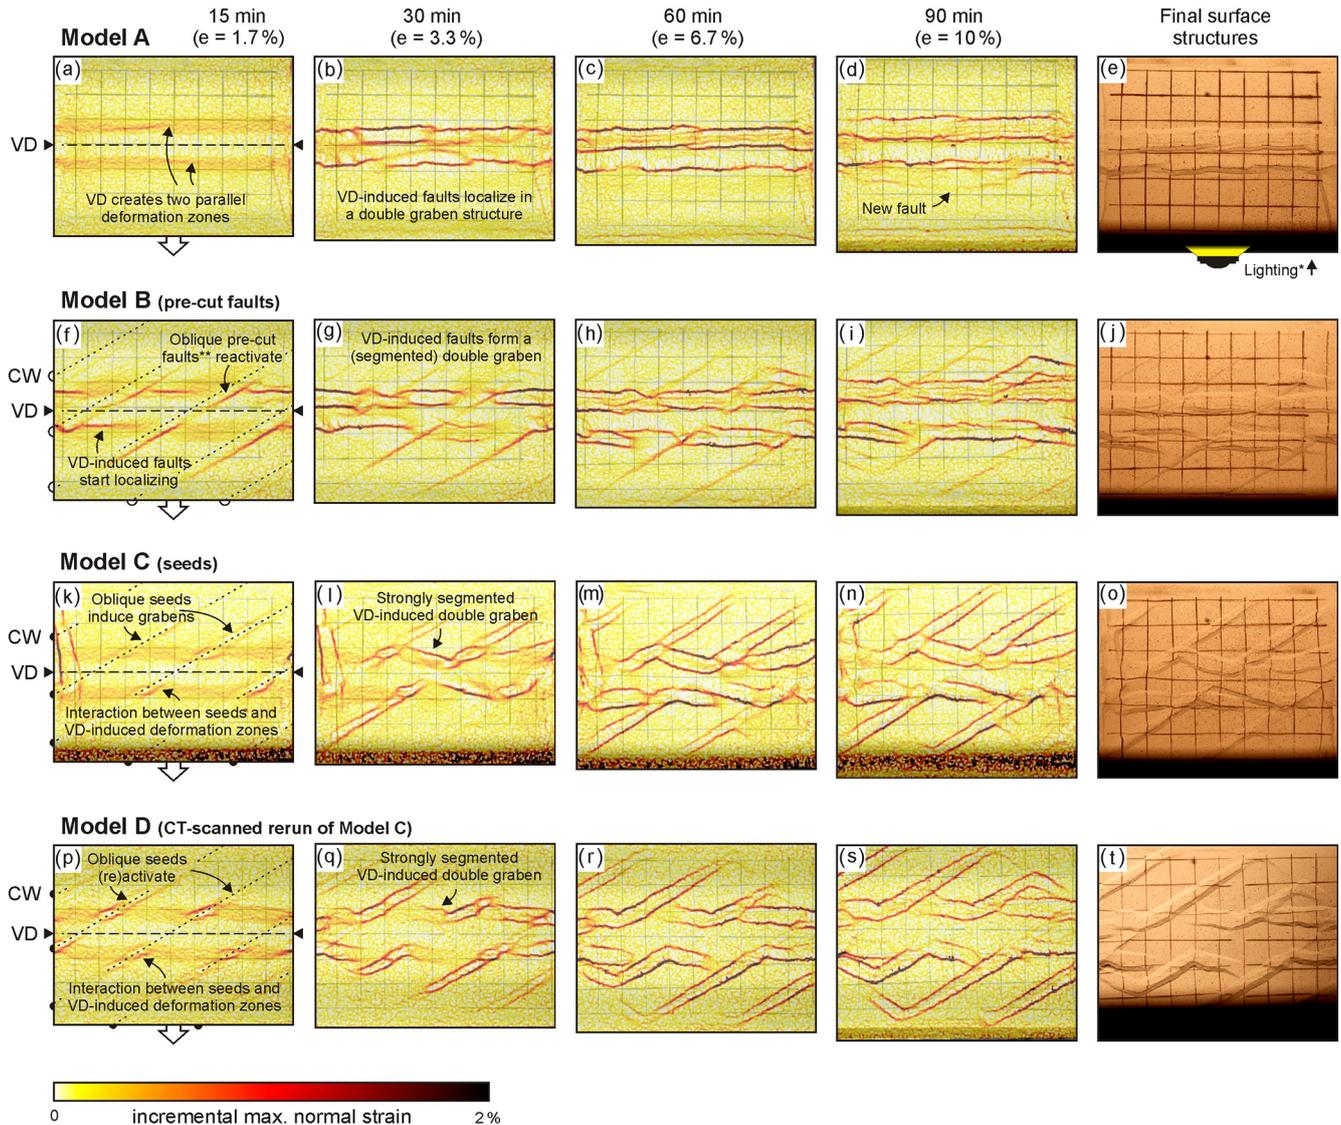 15 min 30 min 60 min 90 min Final surface
Model A (e = 1.7 %) (e = 3.3 %) (e = 6.7 %) (e = 10 %) structures
(a) (b) (c) (d) (e)
VD
VD creates two parallel
deformation zones
VD-induced faults localize in
a double graben structure
New fault
Lighting*
Model B (pre-cut faults)
(f) (g) (h) (i) (j)
Oblique pre-cut
faults** reactivate
VD-induced faults form a
(segmented) double graben
CW
VD
VD-induced faults
start localizing
Model C (seeds)
(k) (l) (m) (n) (o)
Oblique seeds
induce grabens
Strongly segmented
VD-induced double graben
CW
VD
Interaction between seeds and
VD-induced deformation zones
Model D (CT-scanned rerun of Model C)
(p) (q) (r) (s) (t)
Oblique seeds
(re)activate
Strongly segmented
VD-induced double graben
CW
VD
Interaction between seeds and
VD-induced deformation zones
0 incremental max. normal strain 2 %